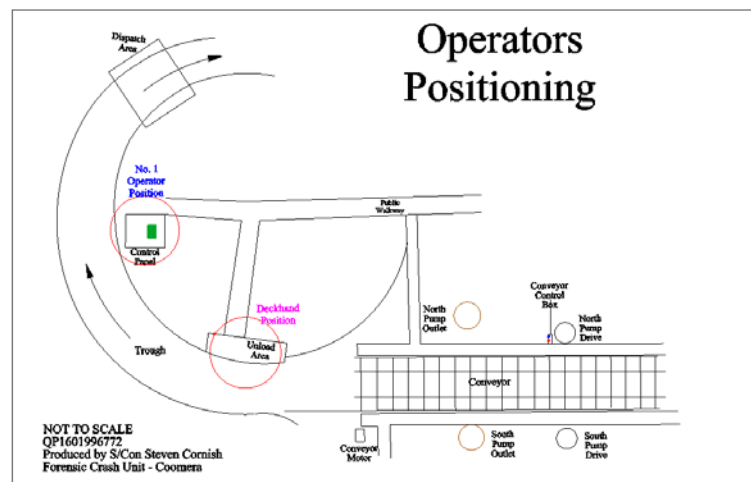 Operators
Positioning
Dispatch
Area
No. 1
Operator
Position
Public
Walkway
Control
Panel
Deckhand
Position
Unload
Area
Trough
North
Pump
Outlet
Conveyor
Control
Box
North
Pump
Drive
Conveyor
Conveyor
Motor
South
Pump
Outlet
South
Pump
Drive
NOT TO SCALE
QP1601996772
Produced by S/Con Steven Cornish
Forensic Crash Unit - Coomera